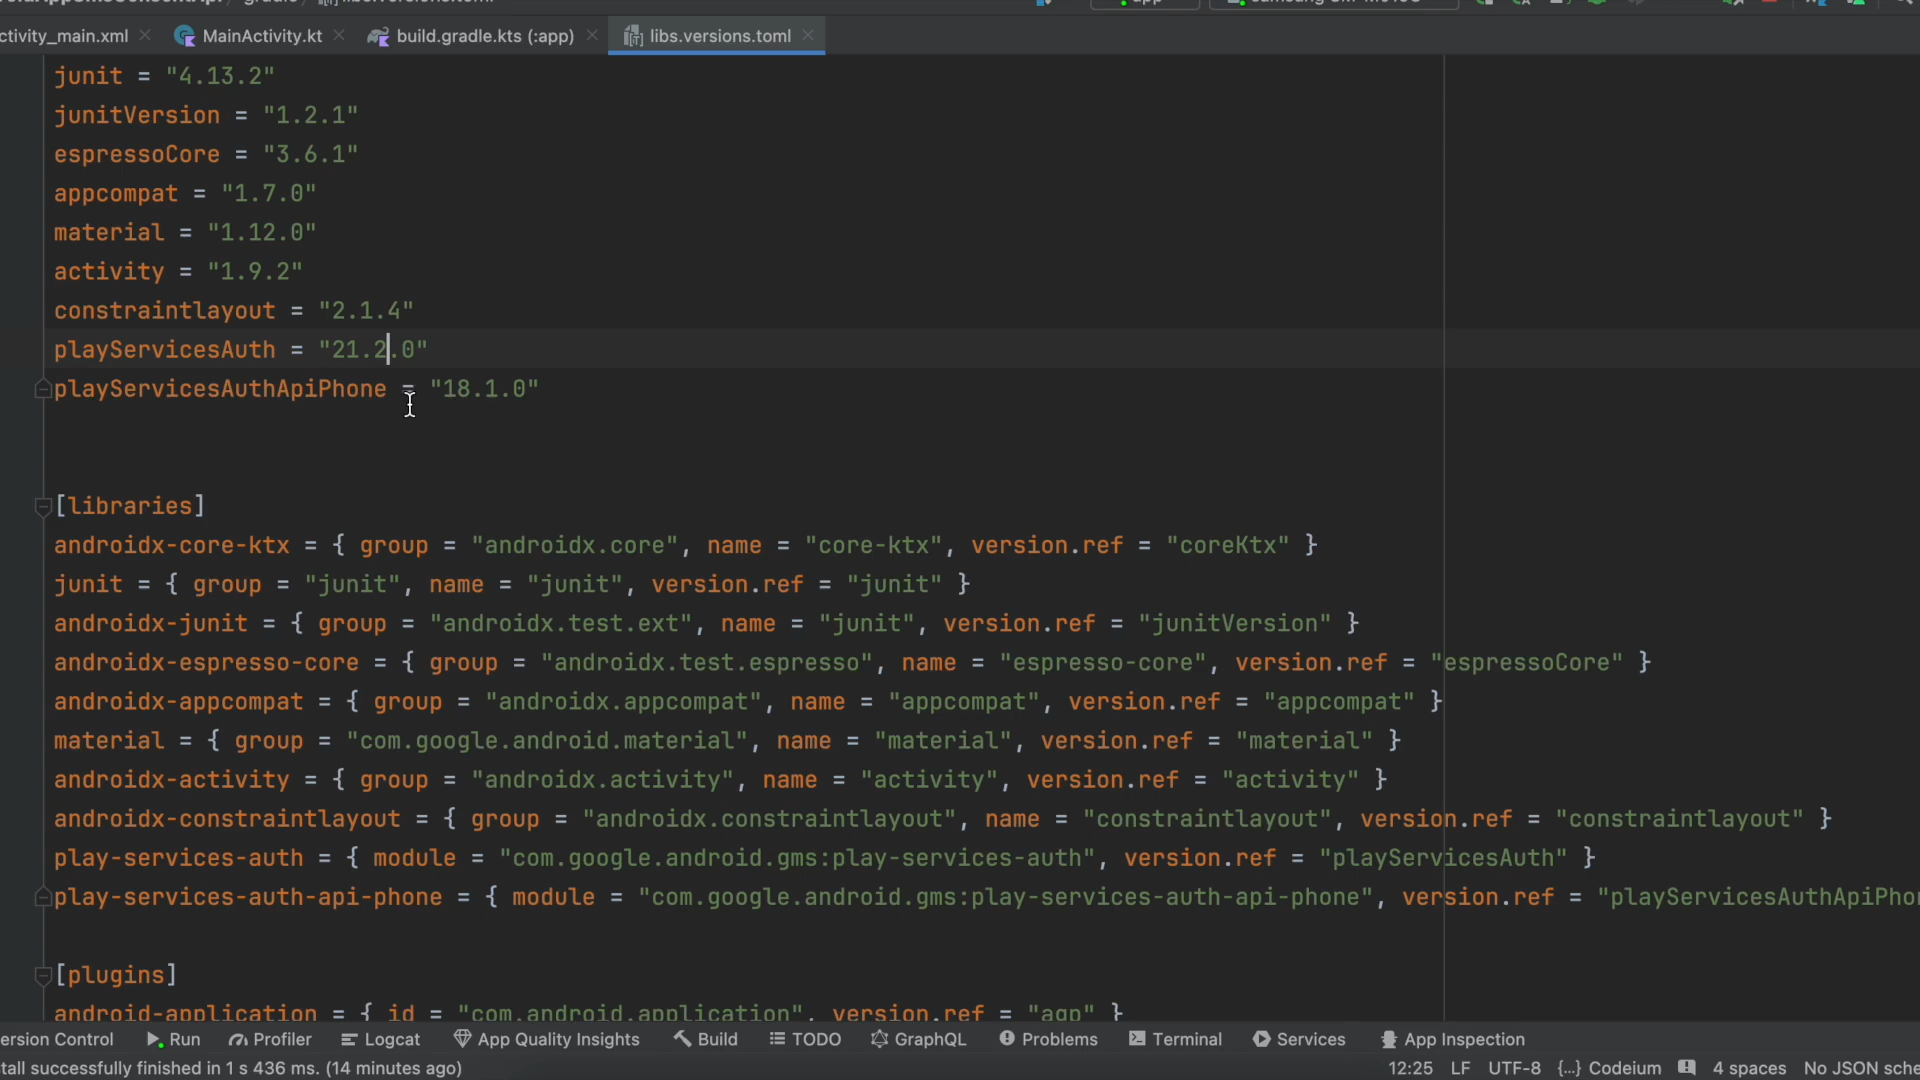 ctivity_main.xml MainActivity.kt build.gradle.kts (:app) libs.versions.toml
junit = "4.13.2"
junitVersion = "1.2.1"
espressoCore = "3.6.1"
appcompat = "1.7.0"
material = "1.12.0"
activity = "1.9.2"
constraintlayout = "2.1.4"
playServicesAuth = "21.2.0"
playServicesAuthApiPhone = "18.1.0"
[libraries]
androidx-core-ktx = { group = "androidx.core", name = "core-ktx", version.ref = "coreKtx" }
junit = { group = "junit", name = "junit", version.ref = "junit" }
androidx-junit = { group = "androidx.test.ext", name = "junit", version.ref = "junitVersion" }
androidx-espresso-core = { group = "androidx.test.espresso", name = "espresso-core", version.ref = "espressoCore" }
androidx-appcompat = { group = "androidx.appcompat", name = "appcompat", version.ref = "appcompat" }
material = { group = "com.google.android.material", name = "material", version.ref = "material" }
androidx-activity = { group = "androidx.activity", name = "activity", version.ref = "activity" }
androidx-constraintlayout = { group = "androidx.constraintlayout", name = "constraintlayout", version.ref = "constraintlayout" }
play-services-auth = { module = "com.google.android.gms:play-services-auth", version.ref = "playServicesAuth" }
play-services-auth-api-phone = { module = "com.google.android.gms:play-services-auth-api-phone", version.ref = "playServicesAuthApiPho
[plugins]
android-application = { id = "com.android.application", version.ref = "agp" }
ersion Control Run Profiler Logcat App Quality Insights Build TODO GraphQL Problems Terminal Services App Inspection
tall successfully finished in 1 s 436 ms. (14 minutes ago) 12:25 LF UTF-8 {...} Codeium 4 spaces No JSON sche